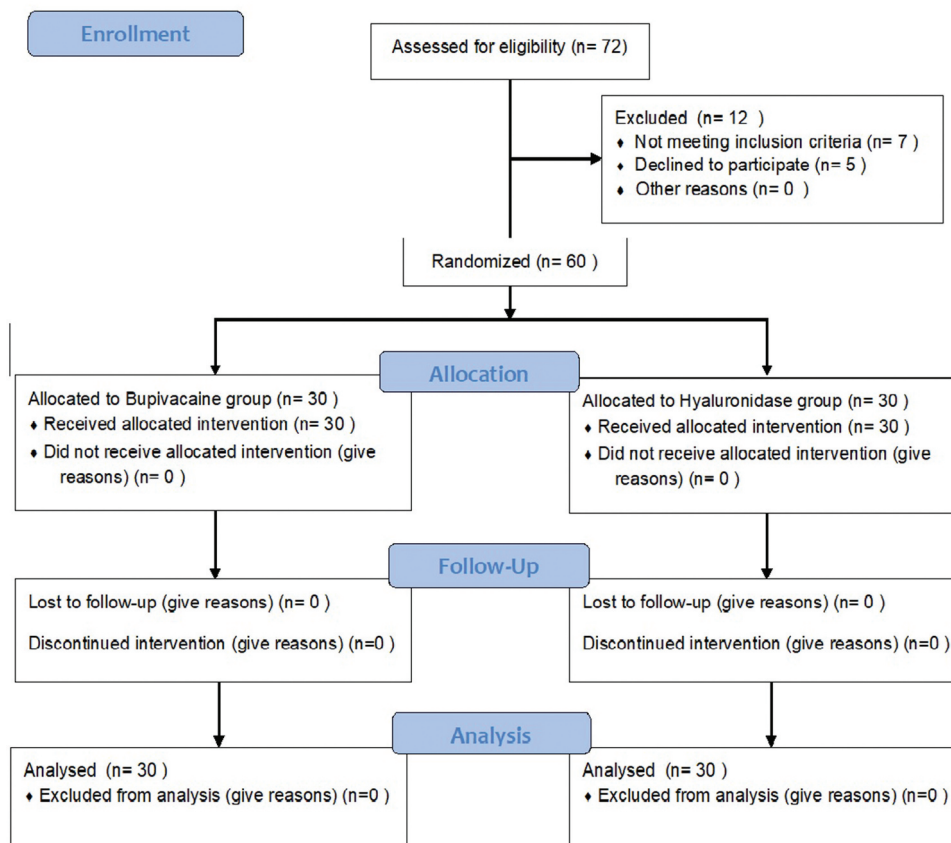 Enrollment
Assessed for eligibility (n= 72)
Excluded (n= 12 )
♦ Not meeting inclusion criteria (n= 7 )
♦ Declined to participate (n= 5 )
♦ Other reasons (n= 0 )
Randomized (n= 60 )
Allocation
Allocated to Bupivacaine group (n= 30 )
♦ Received allocated intervention (n= 30 )
♦ Did not receive allocated intervention (give
reasons) (n= 0 )
Allocated to Hyaluronidase group (n= 30 )
♦ Received allocated intervention (n= 30 )
♦ Did not receive allocated intervention (give
reasons) (n= 0 )
Follow-Up
Lost to follow-up (give reasons) (n= 0 )
Discontinued intervention (give reasons) (n=0 )
Lost to follow-up (give reasons) (n= 0 )
Discontinued intervention (give reasons) (n=0 )
Analysis
Analysed (n= 30 )
♦ Excluded from analysis (give reasons) (n=0 )
Analysed (n= 30 )
♦ Excluded from analysis (give reasons) (n=0 )